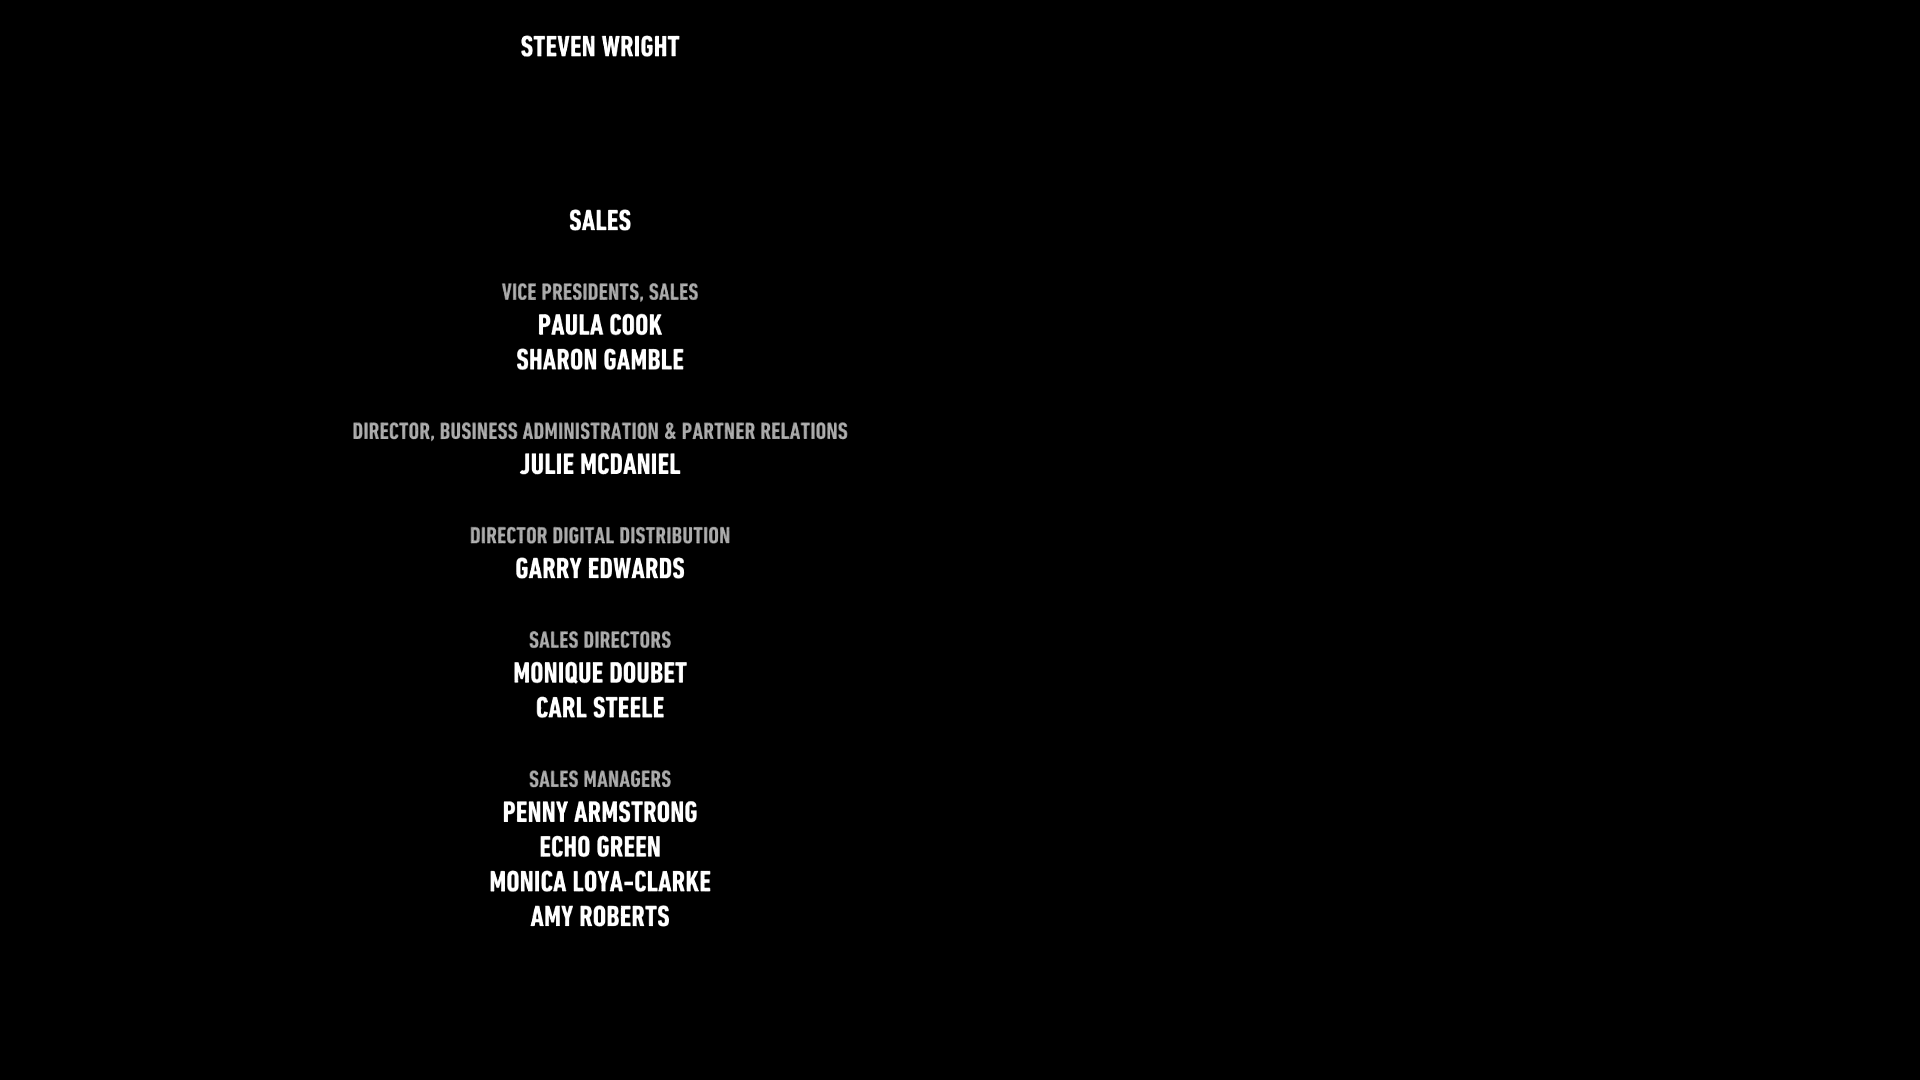 STEVEN WRIGHT
SALES
VICE PRESIDENTS, SALES
PAULA COOK
SHARON GAMBLE
DIRECTOR, BUSINESS ADMINISTRATION & PARTNER RELATIONS
JULIE MCDANIEL
DIRECTOR DIGITAL DISTRIBUTION
GARRY EDWARDS
SALES DIRECTORS
MONIQUE DOUBET
CARL STEELE
SALES MANAGERS
PENNY ARMSTRONG
ECHO GREEN
MONICA LOYA-CLARKE
AMY ROBERTS